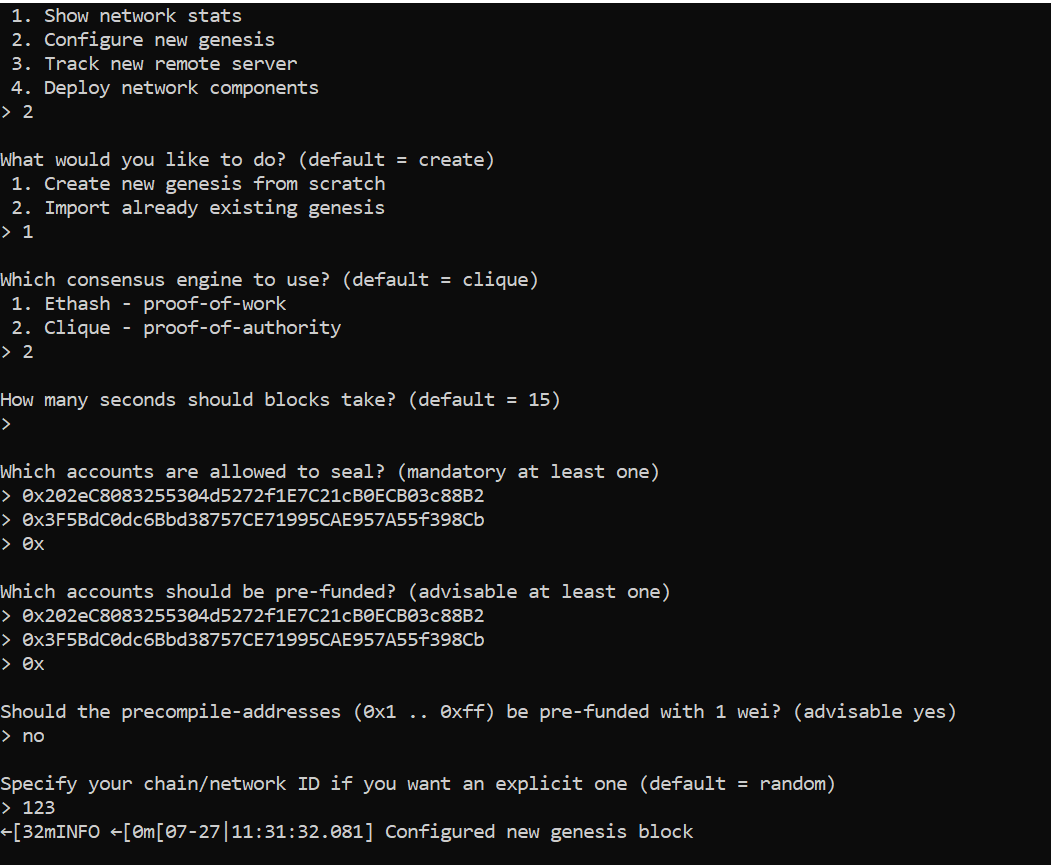 1. Show network stats
2. Configure new genesis
3. Track new remote server
4. Deploy network components
> 2
What would you like to do? (default = create)
1. Create new genesis from scratch
2. Import already existing genesis
> 1
Which consensus engine to use? (default = clique)
1. Ethash - proof-of-work
2. Clique - proof-of-authority
> 2
How many seconds should blocks take? (default = 15)
>
Which accounts are allowed to seal? (mandatory at least one)
> 0x202eC8083255304d5272f1E7C21cB0ECB03c88B2
> 0x3F5BdC0dc6Bbd38757CE71995CAE957A55f398Cb
> 0x
Which accounts should be pre-funded? (advisable at least one)
> 0x202eC8083255304d5272f1E7C21cB0ECB03c88B2
> 0x3F5BdC0dc6Bbd38757CE71995CAE957A55f398Cb
> 0x
Should the precompile-addresses (0x1 .. 0xff) be pre-funded with 1 wei? (advisable yes)
> no
Specify your chain/network ID if you want an explicit one (default = random)
> 123
←[32mINFO ←[0m[07-27|11:31:32.081] Configured new genesis block